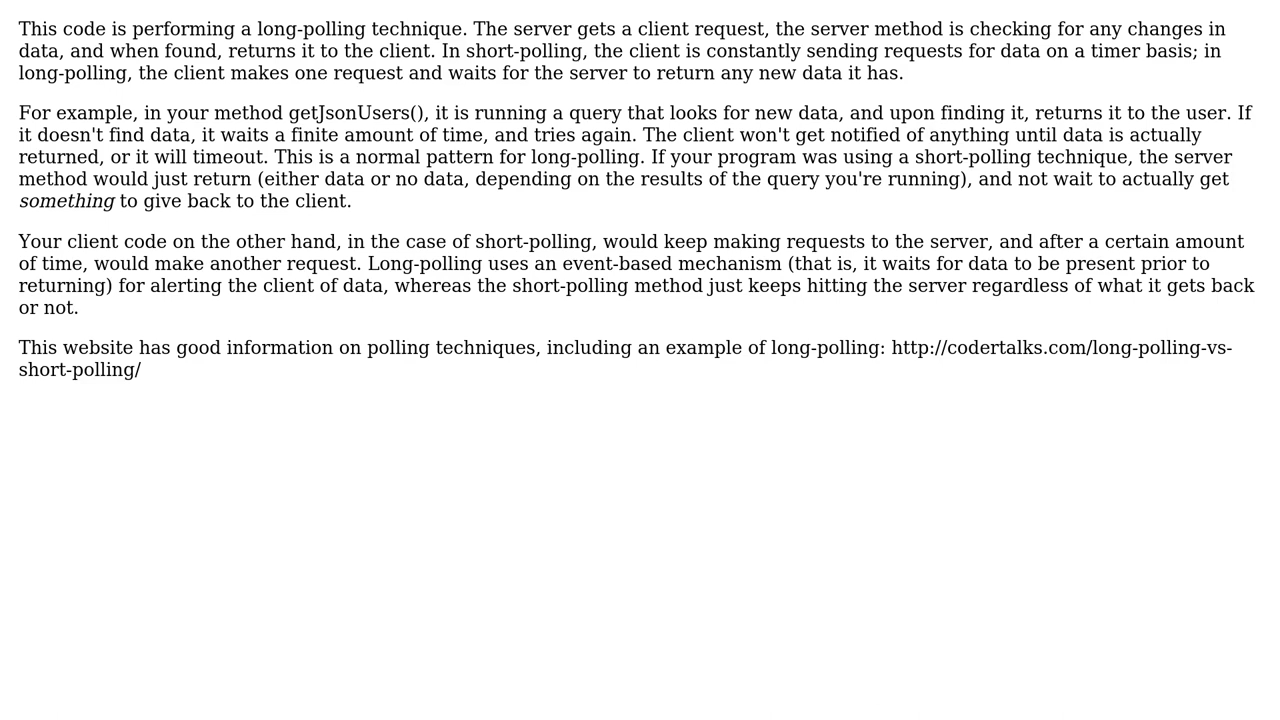 This code is performing a long-polling technique. The server gets a client request, the server method is checking for any changes in
data, and when found, returns it to the client. In short-polling, the client is constantly sending requests for data on a timer basis; in
long-polling, the client makes one request and waits for the server to return any new data it has.
For example, in your method getJsonUsers(), it is running a query that looks for new data, and upon finding it, returns it to the user. If
it doesn't find data, it waits a finite amount of time, and tries again. The client won't get notified of anything until data is actually
returned, or it will timeout. This is a normal pattern for long-polling. If your program was using a short-polling technique, the server
method would just return (either data or no data, depending on the results of the query you're running), and not wait to actually get
something to give back to the client.
Your client code on the other hand, in the case of short-polling, would keep making requests to the server, and after a certain amount
of time, would make another request. Long-polling uses an event-based mechanism (that is, it waits for data to be present prior to
returning) for alerting the client of data, whereas the short-polling method just keeps hitting the server regardless of what it gets back
or not.
This website has good information on polling techniques, including an example of long-polling: http://codertalks.com/long-polling-vs-
short-polling/